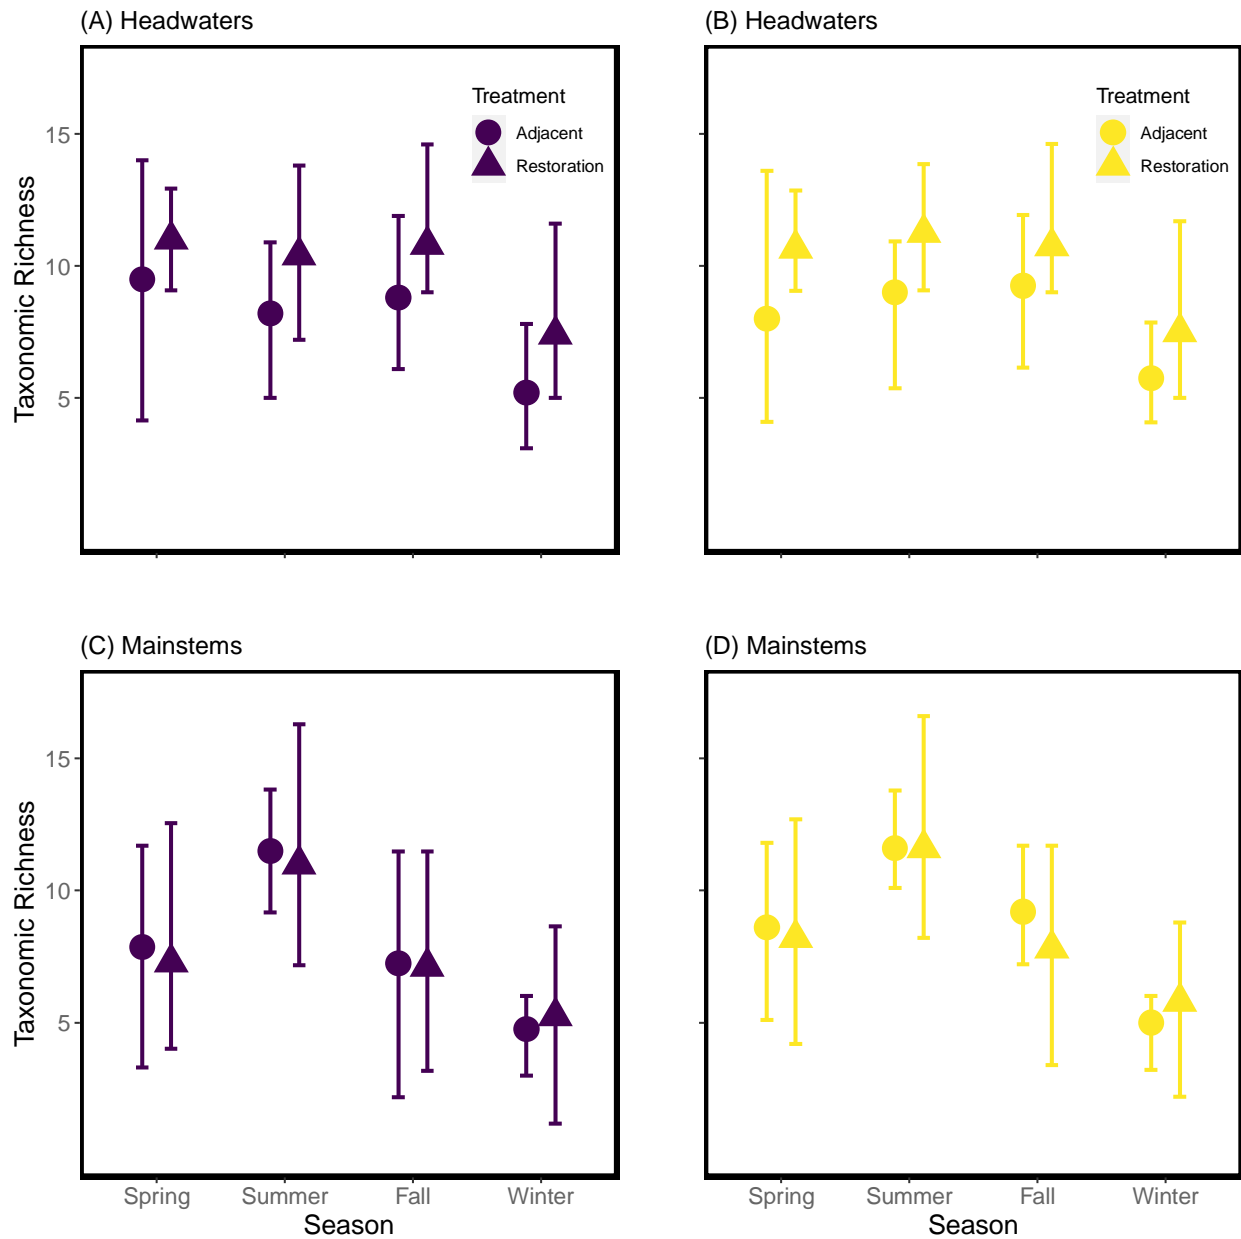 (A) Headwaters
Treatment
Adjacent
Restoration
15
10
5
Taxonomic Richness
(B) Headwaters
Treatment
Adjacent
Restoration
(C) Mainstems
15
10
5
Taxonomic Richness
Spring Summer Fall Winter
Season
(D) Mainstems
Spring Summer Fall Winter
Season